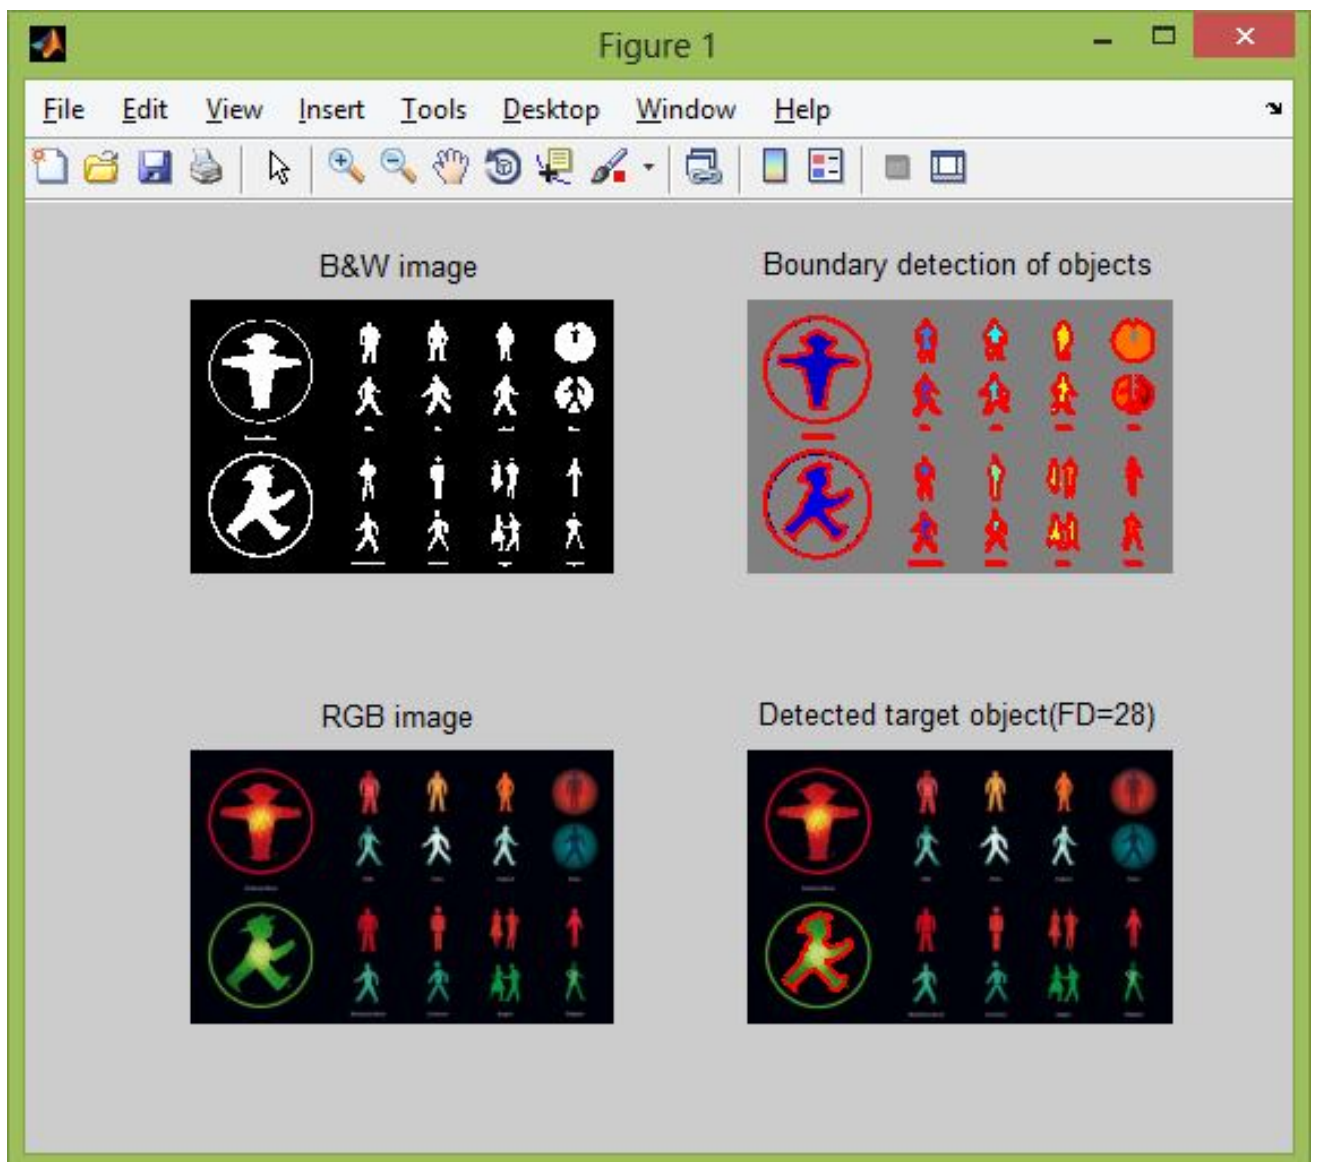 Figure 1
File Edit View Insert Tools Desktop Window Help
B&W image
Boundary detection of objects
RGB image
Detected target object(FD=28)